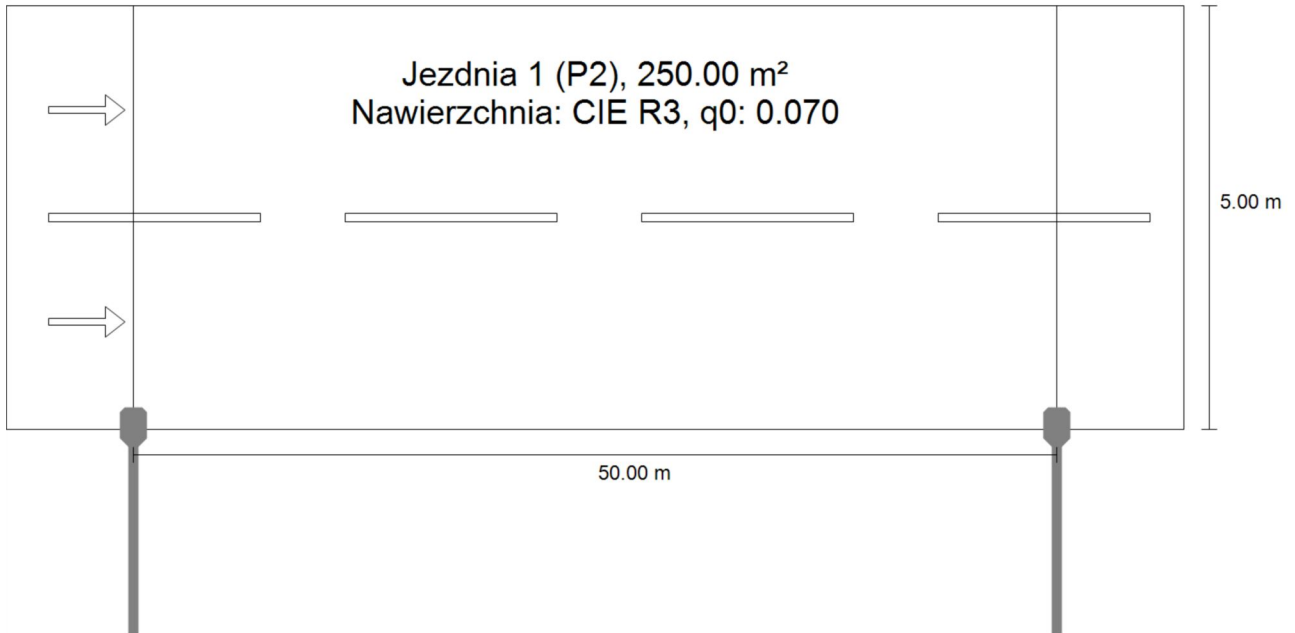 Jezdnia 1 (P2), 250.00 m²
Nawierzchnia: CIE R3, q0: 0.070
5.00 m
50.00 m